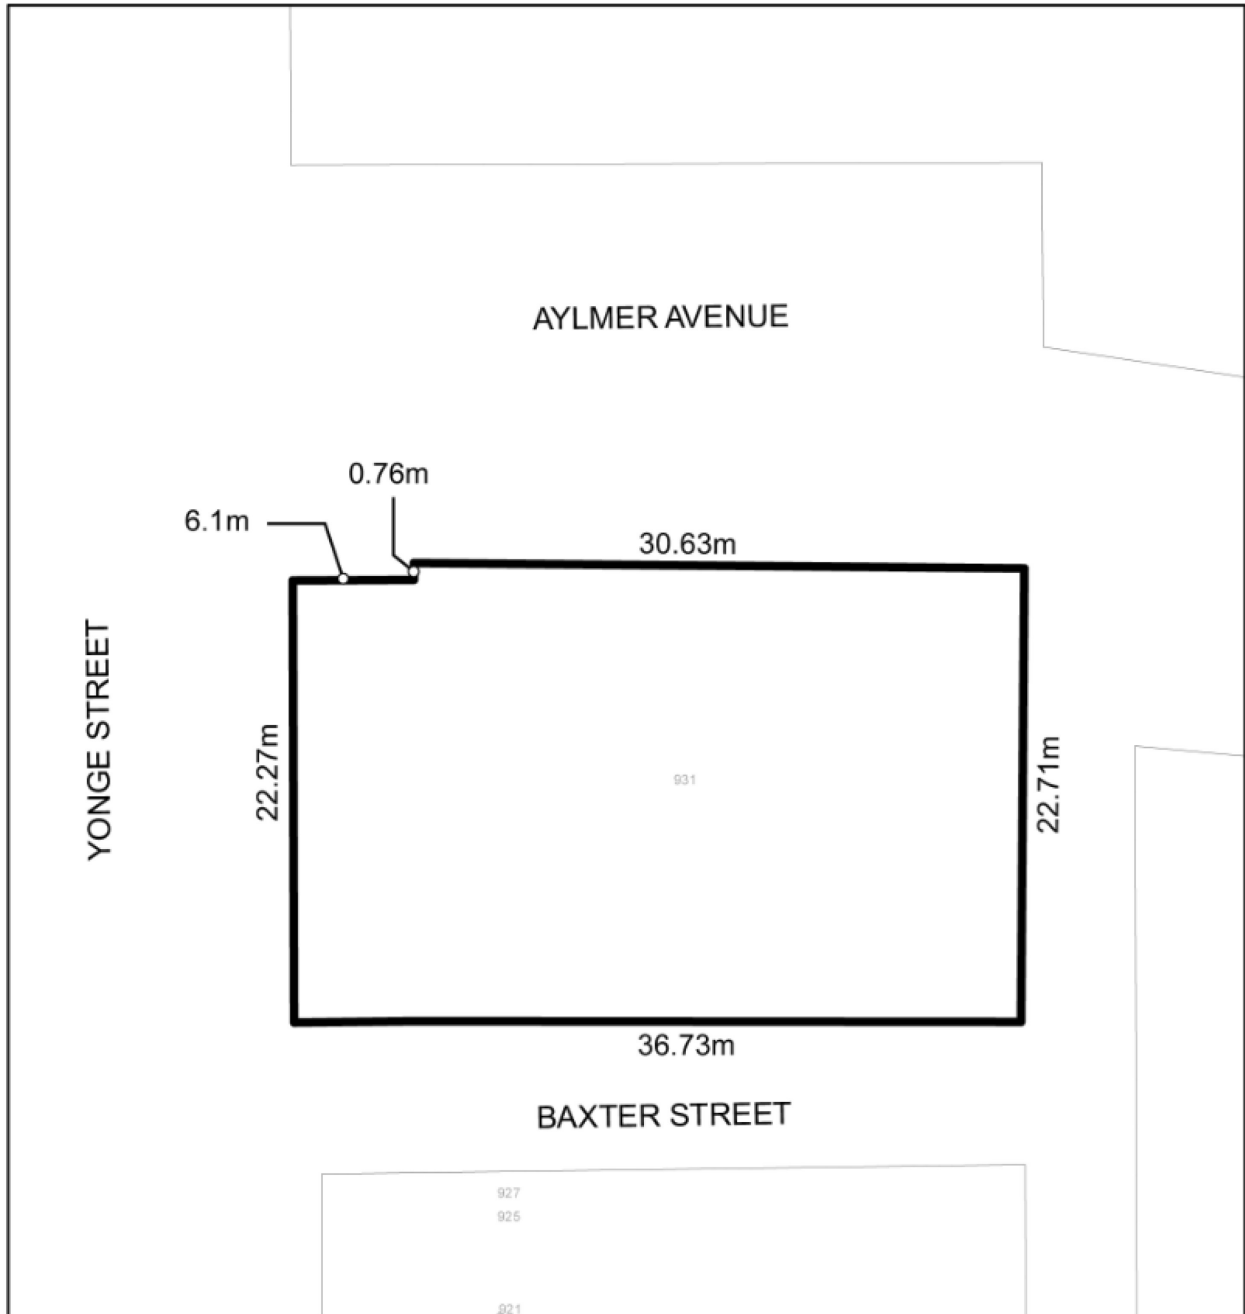 AYLMER AVENUE
0.76m
6.1m
30.63m
YONGE STREET
22.27m
931
22.71m
36.73m
BAXTER STREET
927
925
921